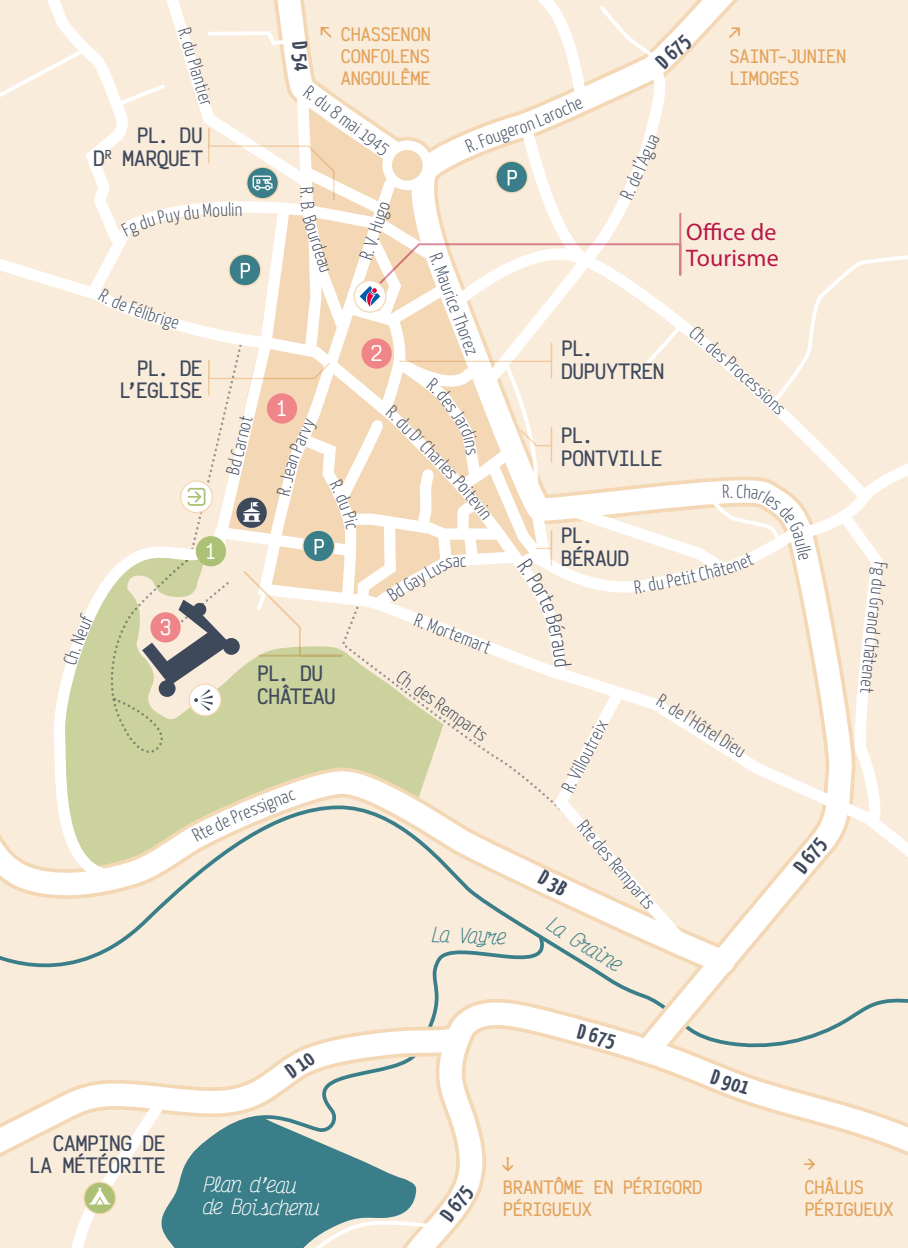 CHASSENON
CONFOLENS
ANGOULÊME
D 54
R. du Plantier
D 675
SAINT-JUNIEN
LIMOGES
R. du 8 mai 1945
R. Fougeron Laroche
PL. DU
Dᴿ MARQUET
P
R. de l'Agua
R. B. Bourdeau
R. V. Hugo
Fg du Puy du Moulin
Office de
Tourisme
P
R. Maurice Thorez
R. de Félibrige
Ch. des Processions
2
PL.
DUPUYTREN
PL. DE
L'EGLISE
1
R. des Jardins
R. du Dʳ Charles Poitevin
Bd Carnot
R. Jean Parvy
PL.
PONTVILLE
R. du Pic
R. Charles de Gaulle
1
P
PL.
BÉRAUD
Bd Gay Lussac
R. Porte Béraud
R. du Petit Châtenet
Fg du Grand Châtenet
Ch. Neuf
3
R. Mortemart
PL. DU
CHÂTEAU
Ch. des Remparts
R. de l'Hôtel Dieu
R. Villoutreix
Rte de Pressignac
Rte des Remparts
D 675
D 3B
La Vayre
La Graine
D 675
D 10
D 901
CAMPING DE
LA MÉTÉORITE
Plan d'eau
de Boischenu
D 675
BRANTÔME EN PÉRIGORD
PÉRIGUEUX
CHÂLUS
PÉRIGUEUX